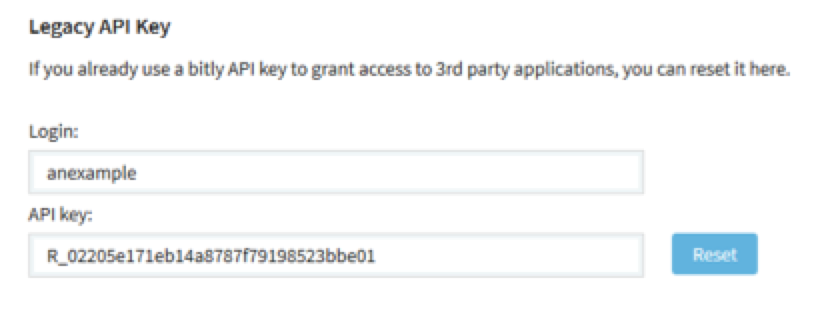 Legacy API Key
If you already use a bitly API key to grant access to 3rd party applications, you can reset it here.
Login:
anexample
API key:
R_02205e171eb14a8787f79198523bbe01
Reset